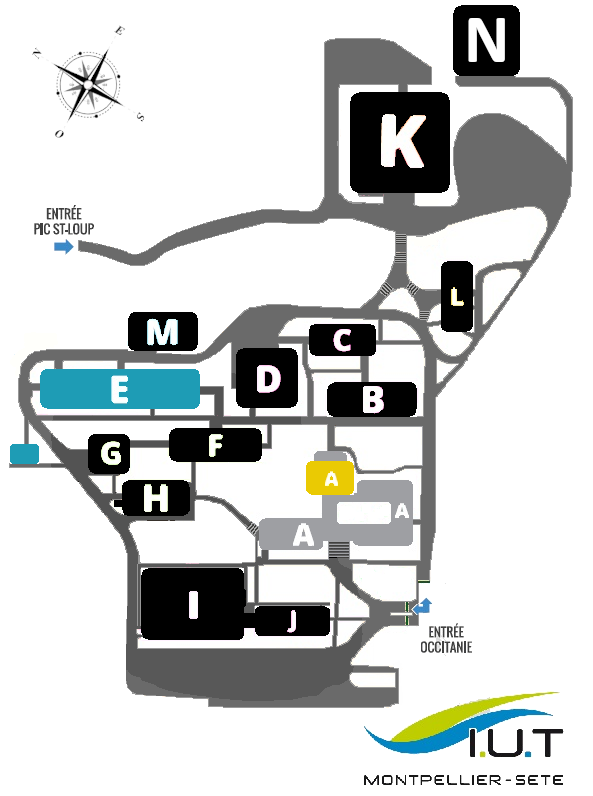 N
E
N
K
S
O
ENTRÉE
PIC ST-LOUP
L
M
C
D
E
B
F
G
A
H
A
A
I
J
ENTRÉE
OCCITANIE
I.U.T
MONTPELLIER-SETE